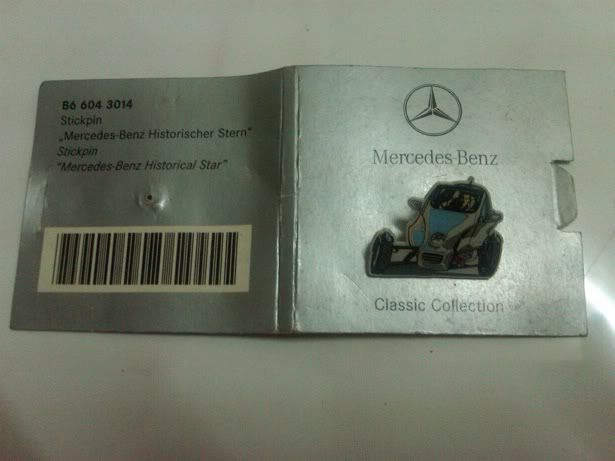 B6 604 3014
Stickpin
„Mercedes-Benz Historischer Stern"
Stickpin
"Mercedes-Benz Historical Star"
Mercedes-Benz
Classic Collection